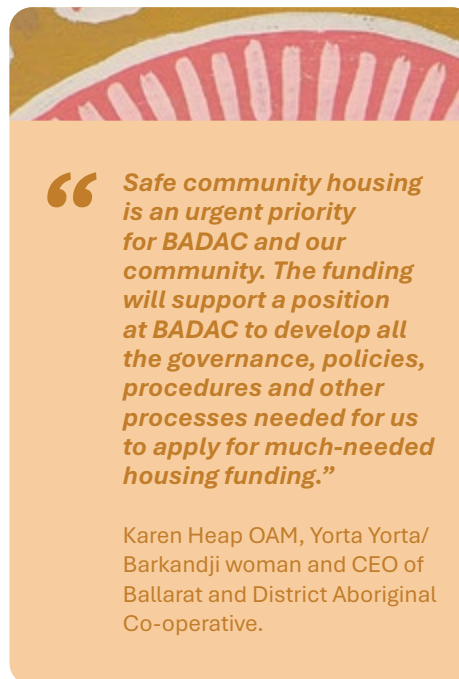 “
Safe community housing
is an urgent priority
for BADAC and our
community. The funding
will support a position
at BADAC to develop all
the governance, policies,
procedures and other
processes needed for us
to apply for much-needed
housing funding.”
Karen Heap OAM, Yorta Yorta/
Barkandji woman and CEO of
Ballarat and District Aboriginal
Co-operative.